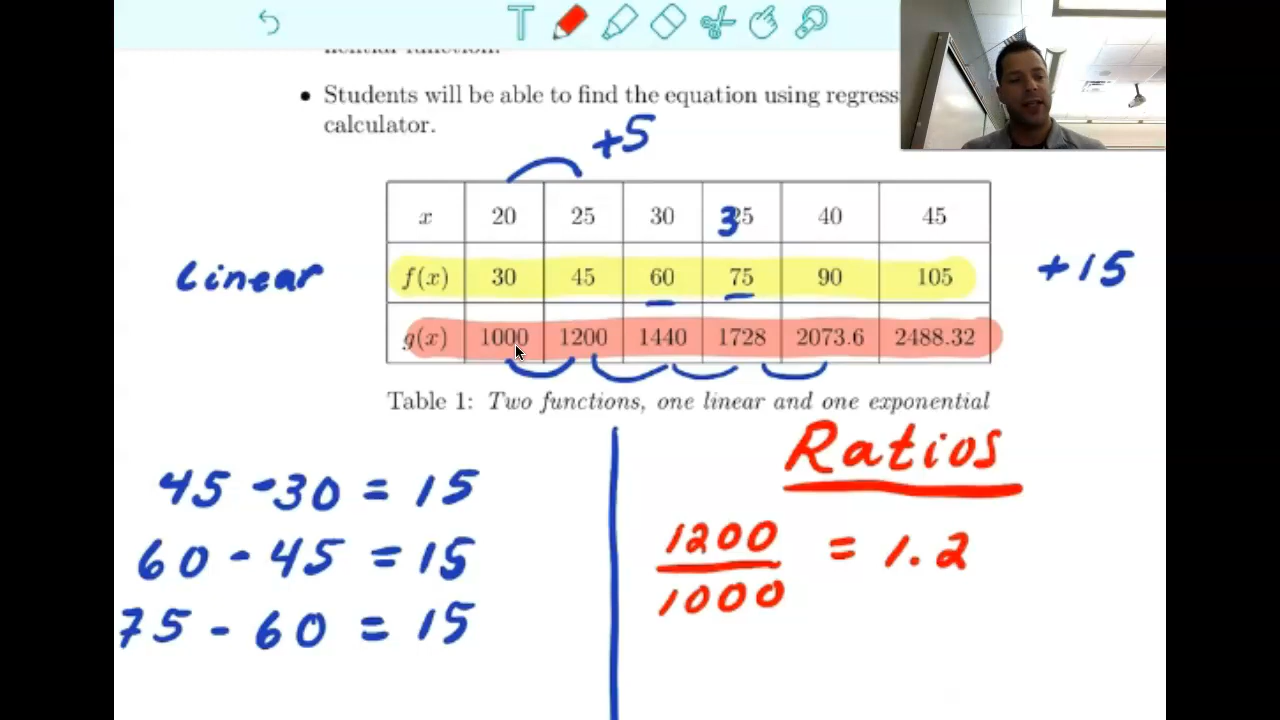 T
• Students will be able to find the equation using regress
calculator.
+5
x 20 25 30 35 40 45
Linear f(x) 30 45 60 75 90 105 +15
g(x) 1000 1200 1440 1728 2073.6 2488.32
Table 1: Two functions, one linear and one exponential
Ratios
45 - 30 = 15
60 - 45 = 15
75 - 60 = 15
1200
1000
= 1.2